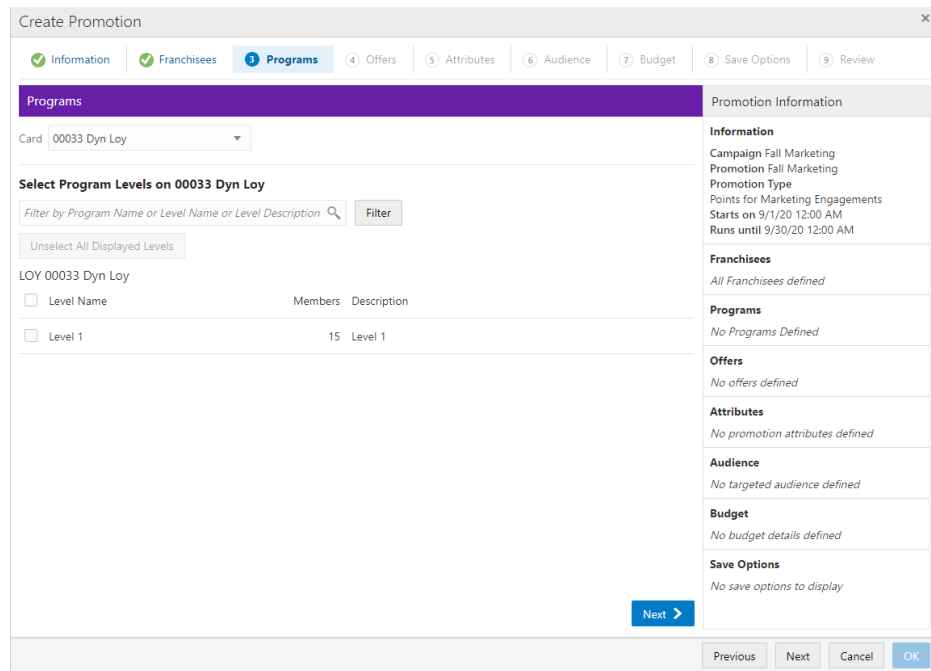 Create Promotion
×
Information
Franchisees
3 Programs
4 Offers
5 Attributes
6 Audience
7 Budget
8 Save Options
9 Review
Programs
Card 00033 Dyn Loy
Select Program Levels on 00033 Dyn Loy
Filter by Program Name or Level Name or Level Description
Filter
Unselect All Displayed Levels
LOY 00033 Dyn Loy
Level Name Members Description
Level 1 15 Level 1
Next
Promotion Information
Information
Campaign Fall Marketing
Promotion Fall Marketing
Promotion Type
Points for Marketing Engagements
Starts on 9/1/20 12:00 AM
Runs until 9/30/20 12:00 AM
Franchisees
All Franchisees defined
Programs
No Programs Defined
Offers
No offers defined
Attributes
No promotion attributes defined
Audience
No targeted audience defined
Budget
No budget details defined
Save Options
No save options to display
Previous
Next
Cancel
OK